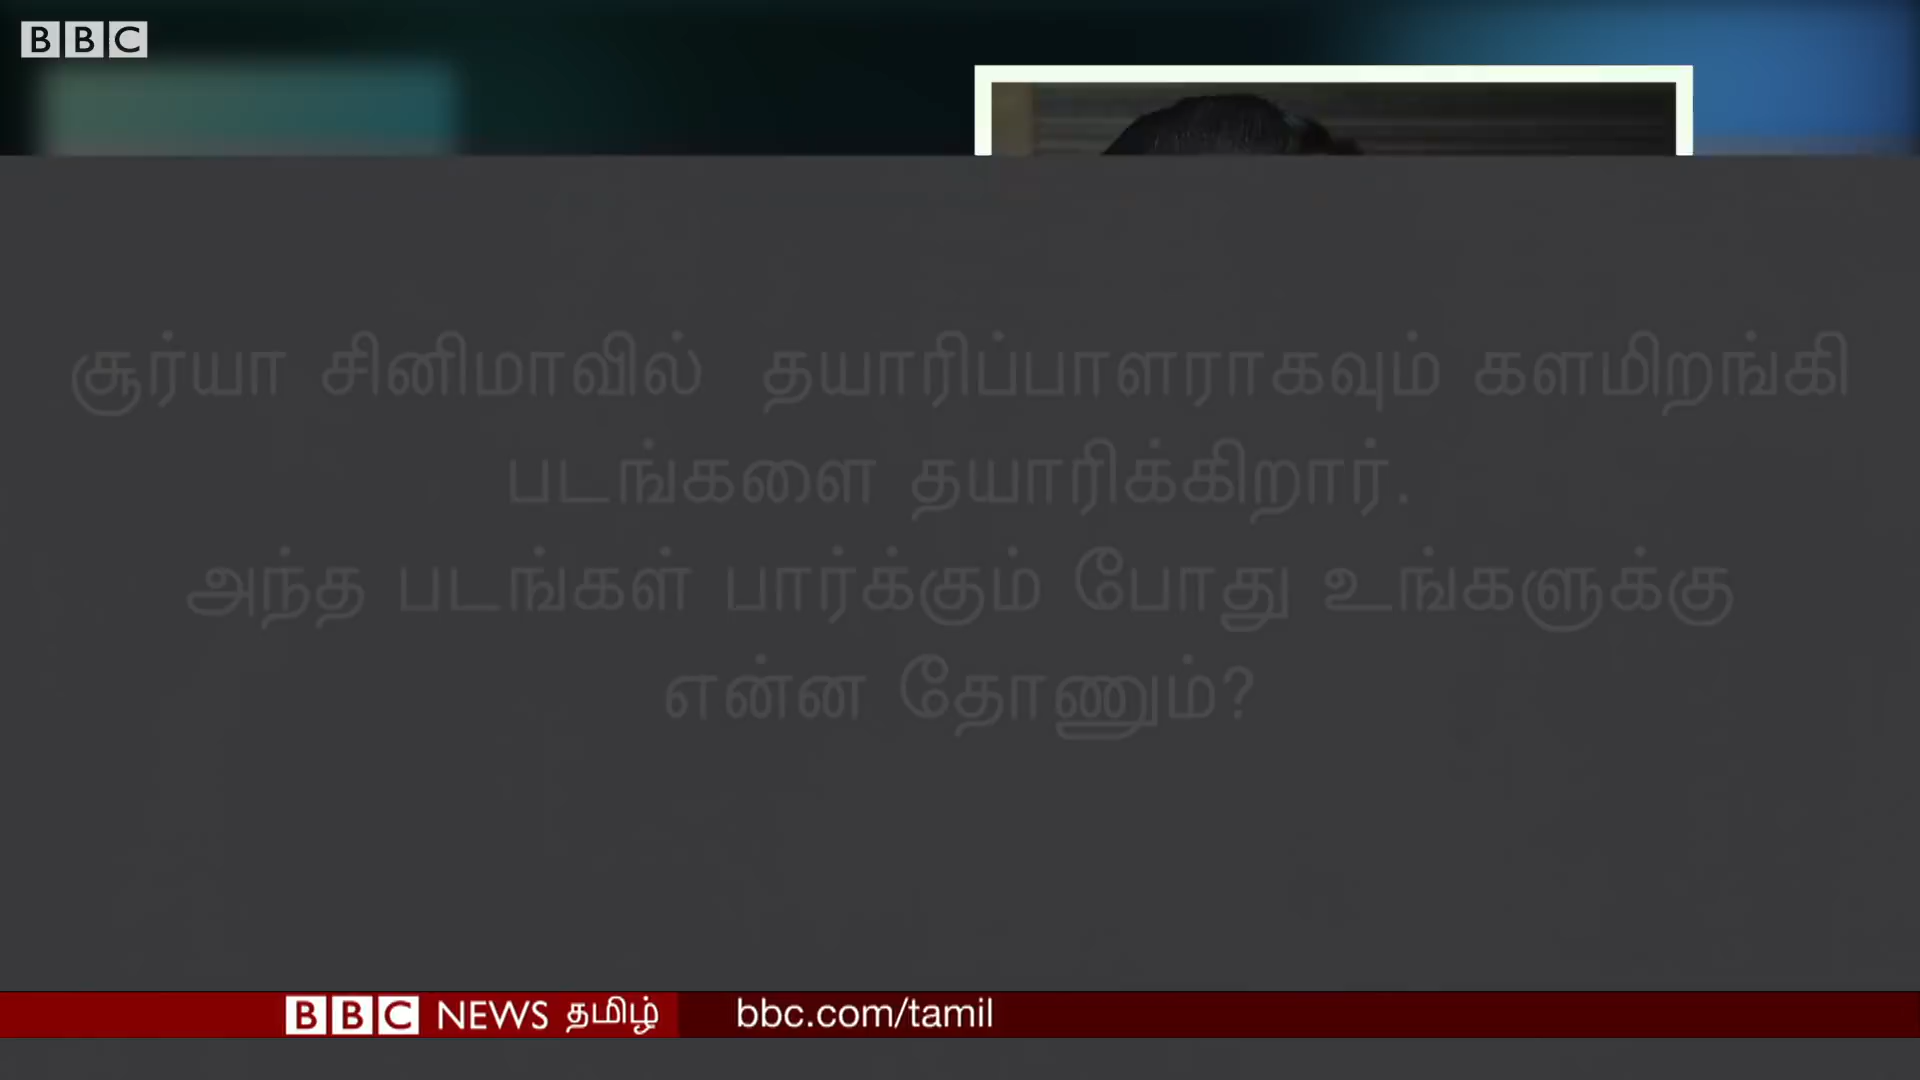 BBC
சூர்யா சினிமாவில் தயாரிப்பாளராகவும் களமிறங்கி
படங்களை தயாரிக்கிறார்.
அந்த படங்கள் பார்க்கும் போது உங்களுக்கு
என்ன தோணும்?
BBC NEWS தமிழ் bbc.com/tamil